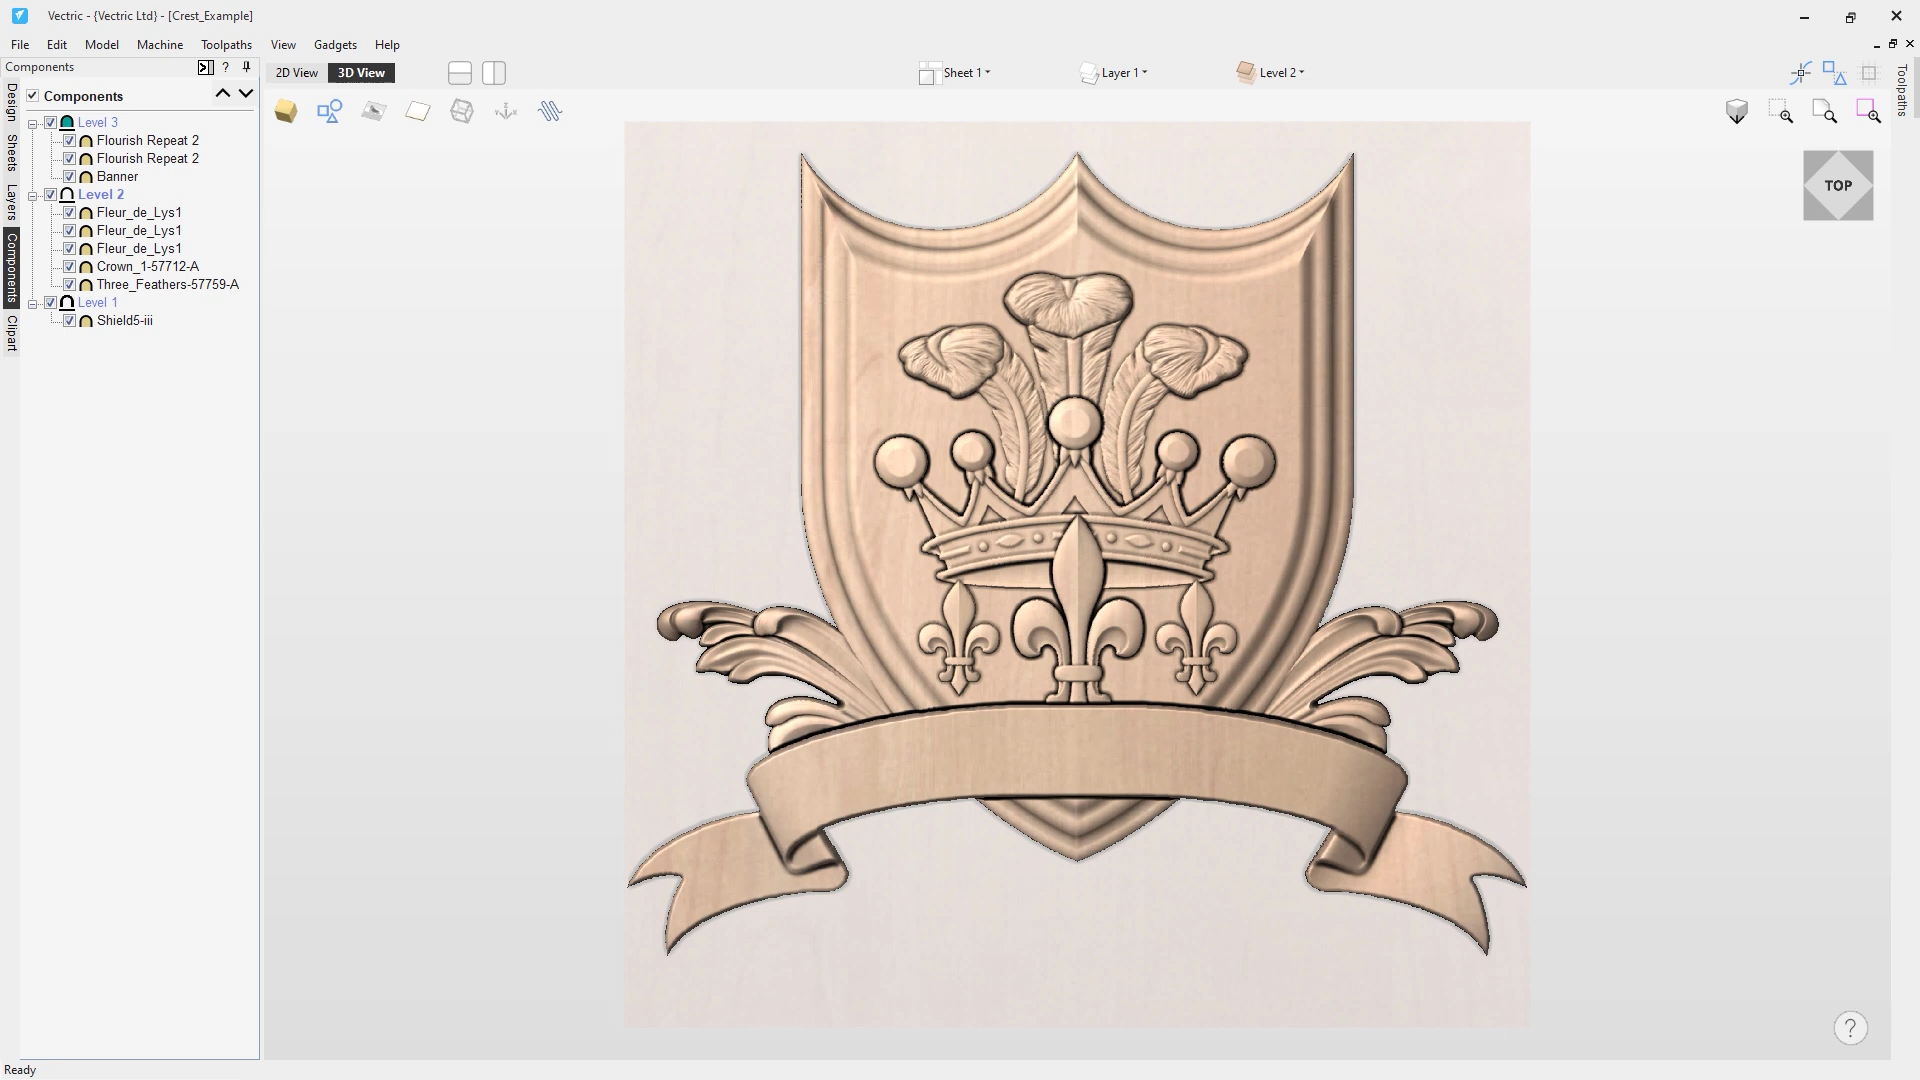 Vectric - {Vectric Ltd} - [Crest_Example]
File Edit Model Machine Toolpaths View Gadgets Help
Components ?
2D View 3D View Sheet 1 Layer 1 Level 2
Design
Sheets
Layers
Components
Clipart
Components
Level 3
Flourish Repeat 2
Flourish Repeat 2
Banner
Level 2
Fleur_de_Lys1
Fleur_de_Lys1
Fleur_de_Lys1
Crown_1-57712-A
Three_Feathers-57759-A
Level 1
Shield5-iii
Toolpaths
TOP
?
Ready